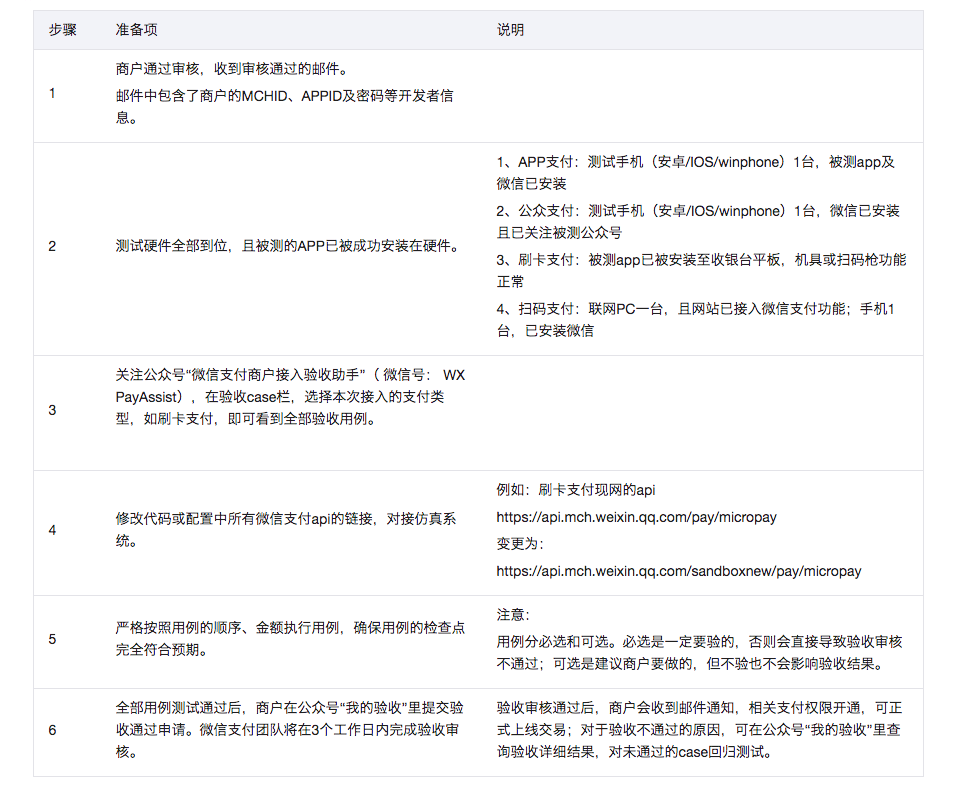 步骤 准备项 说明
1
商户通过审核，收到审核通过的邮件。
邮件中包含了商户的MCHID、APPID及密码等开发者信
息。
2
测试硬件全部到位，且被测的APP已被成功安装在硬件。
1、APP支付：测试手机（安卓/IOS/winphone）1台，被测app及
微信已安装
2、公众支付：测试手机（安卓/IOS/winphone）1台，微信已安装
且已关注被测公众号
3、刷卡支付：被测app已被安装至收银台平板，机具或扫码枪功能
正常
4、扫码支付：联网PC一台，且网站已接入微信支付功能；手机1
台，已安装微信
3
关注公众号“微信支付商户接入验收助手”（ 微信号： WX
PayAssist），在验收case栏，选择本次接入的支付类
型，如刷卡支付，即可看到全部验收用例。
4
修改代码或配置中所有微信支付api的链接，对接仿真系
统。
例如：刷卡支付现网的api
https://api.mch.weixin.qq.com/pay/micropay
变更为：
https://api.mch.weixin.qq.com/sandboxnew/pay/micropay
5
严格按照用例的顺序、金额执行用例，确保用例的检查点
完全符合预期。
注意：
用例分必选和可选。必选是一定要验的，否则会直接导致验收审核
不通过；可选是建议商户要做的，但不验也不会影响验收结果。
6
全部用例测试通过后，商户在公众号“我的验收”里提交验
收通过申请。微信支付团队将在3个工作日内完成验收审
核。
验收审核通过后，商户会收到邮件通知，相关支付权限开通，可正
式上线交易；对于验收不通过的原因，可在公众号“我的验收”里查
询验收详细结果，对未通过的case回归测试。